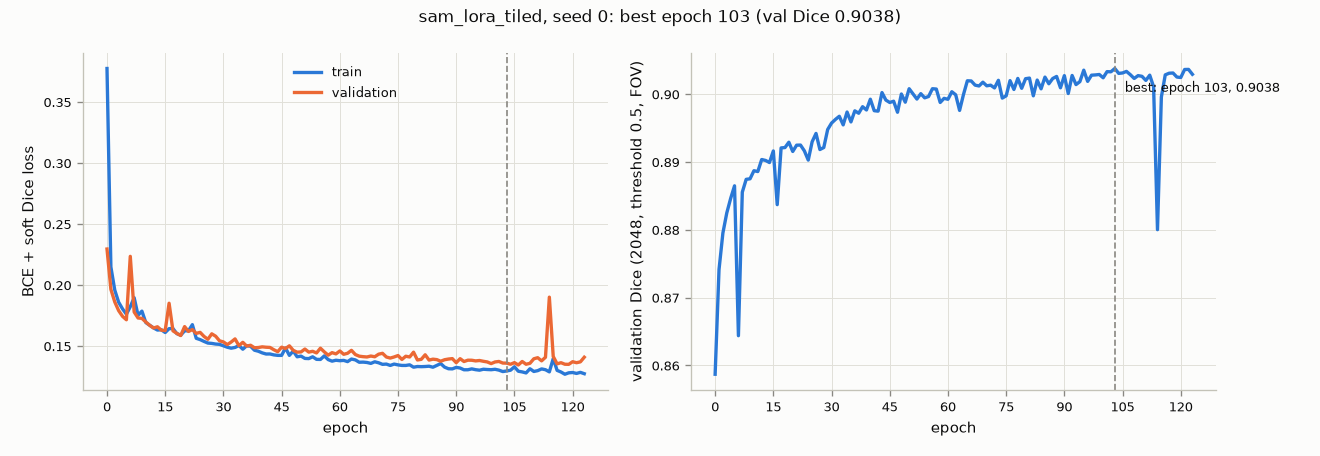 sam_lora_tiled, seed 0: best epoch 103 (val Dice 0.9038)
BCE + soft Dice loss
0.35
0.30
0.25
0.20
0.15
train
validation
0 15 30 45 60 75 90 105 120
epoch
validation Dice (2048, threshold 0.5, FOV)
0.90
0.89
0.88
0.87
0.86
best: epoch 103, 0.9038
0 15 30 45 60 75 90 105 120
epoch